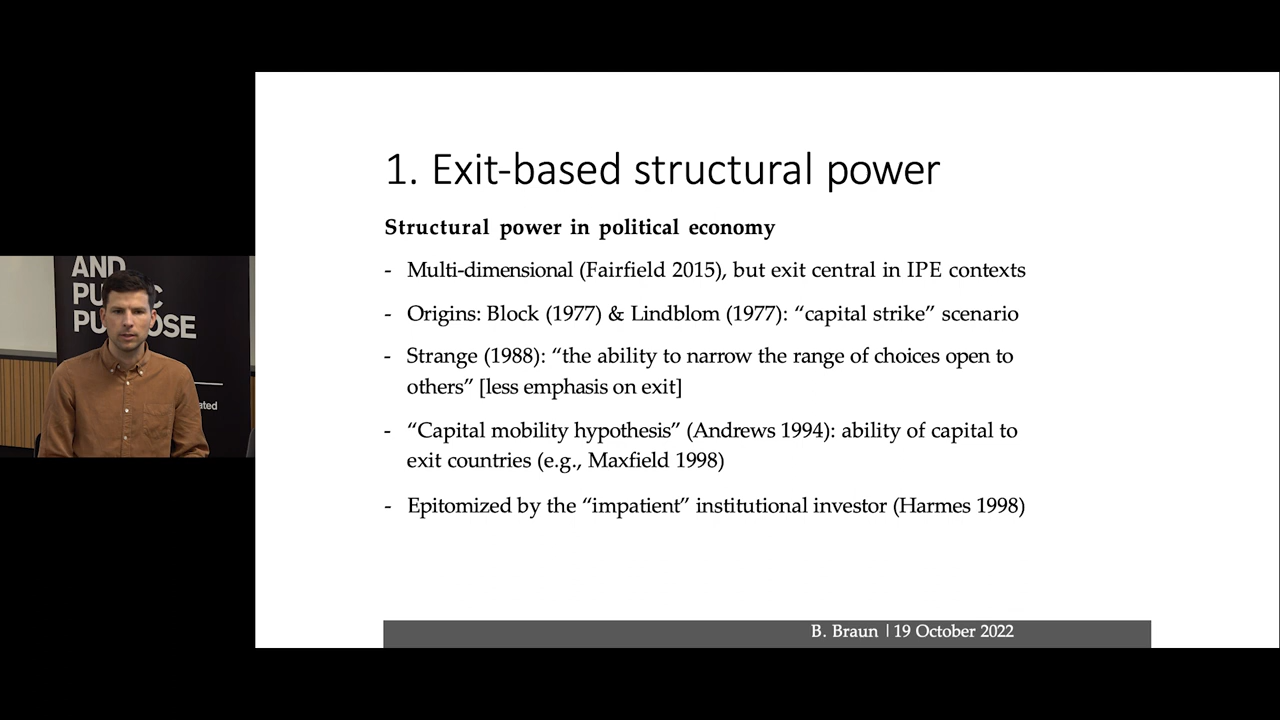 AND
PU C
PU OSE
ated
1. Exit-based structural power
Structural power in political economy
- Multi-dimensional (Fairfield 2015), but exit central in IPE contexts
- Origins: Block (1977) & Lindblom (1977): “capital strike” scenario
- Strange (1988): “the ability to narrow the range of choices open to
others” [less emphasis on exit]
- “Capital mobility hypothesis” (Andrews 1994): ability of capital to
exit countries (e.g., Maxfield 1998)
- Epitomized by the “impatient” institutional investor (Harmes 1998)
B. Braun | 19 October 2022